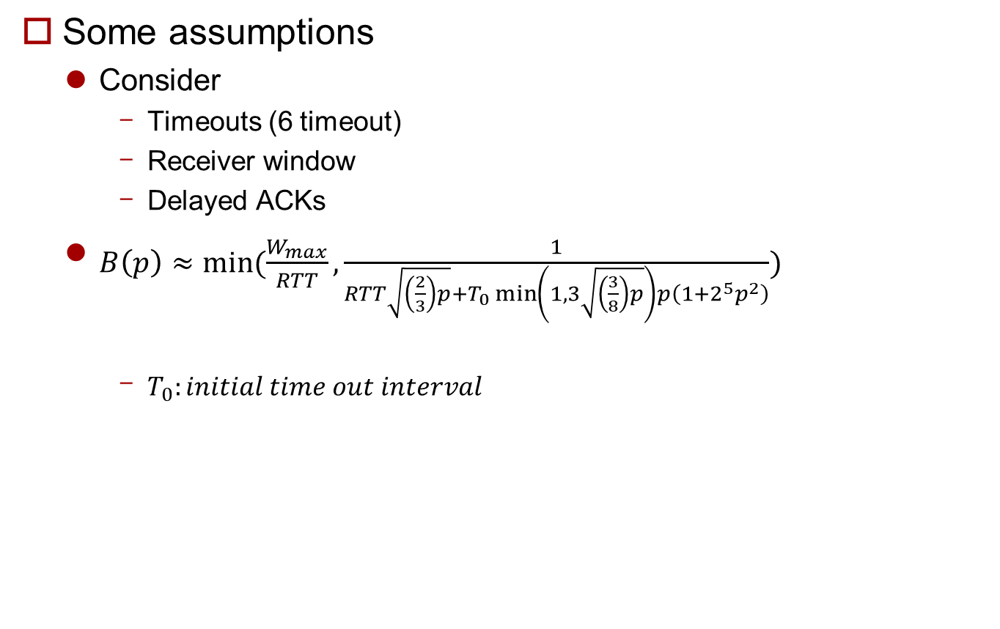 Some assumptions
Consider
Timeouts (6 timeout)
Receiver window
Delayed ACKs
B(p) ≈ min(\frac{W_{max}}{RTT}, \frac{1}{RTT\sqrt{\left(\frac{2}{3}\right)p}+T_0 \min\left(1,3\sqrt{\left(\frac{3}{8}\right)p}\right)p(1+2^5p^2)})
T₀: initial time out interval